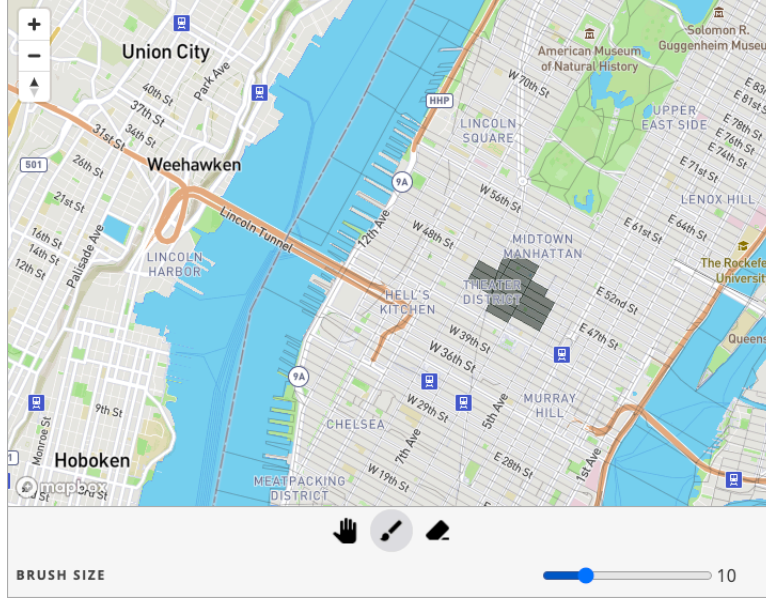 +
Union City
Solomon R.
Guggenheim Museu
American Museum
of Natural History
−
40th St
Park Ave
37th St
34th St
31st St
HHP
W 70th St
LINCOLN
SQUARE
UPPER
EAST SIDE
E 83
E 81st S
E 78th St
E 76th St
E 74th St
E 71st St
501
26th St
Weehawken
9A
21st St
Lincoln Tunnel
12th Ave
W 56th St
LENOX HILL
E 64th St
E 61st St
16th St
14th St
12th St
Palisade Ave
W 48th St
MIDTOWN
MANHATTAN
LINCOLN
HARBOR
The Rockefe
Universit
THEATER
DISTRICT
HELL'S
KITCHEN
E 52nd St
E 47th St
W 39th St
W 36th St
Queens
9A
9th St
Monroe St
W 29th St
5th Ave
MURRAY
HILL
CHELSEA
7th Ave
E 28th St
1st Ave
W 19th St
Hoboken
MEATPACKING
DISTRICT
1
mapbox
3rd St
BRUSH SIZE
10